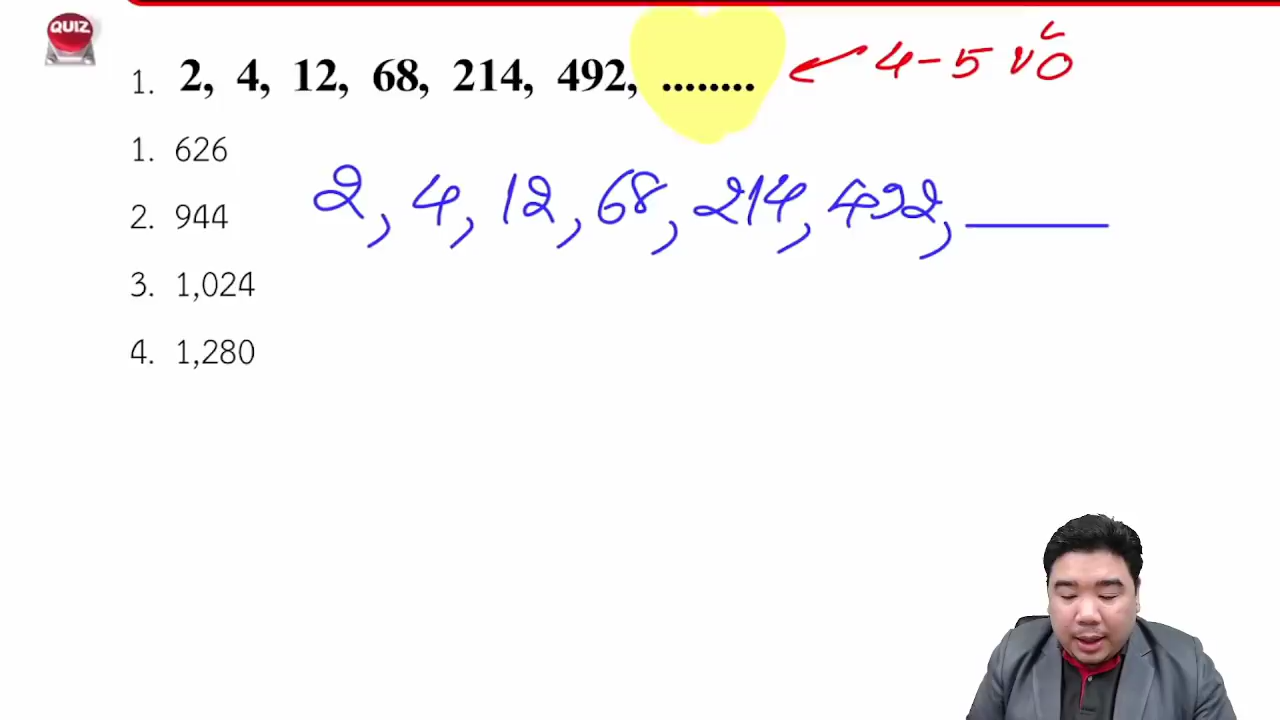 QUIZ
1. 2, 4, 12, 68, 214, 492, ........
4-5 ข้อ
1. 626
2, 4, 12, 68, 214, 492, ____
2. 944
3. 1,024
4. 1,280